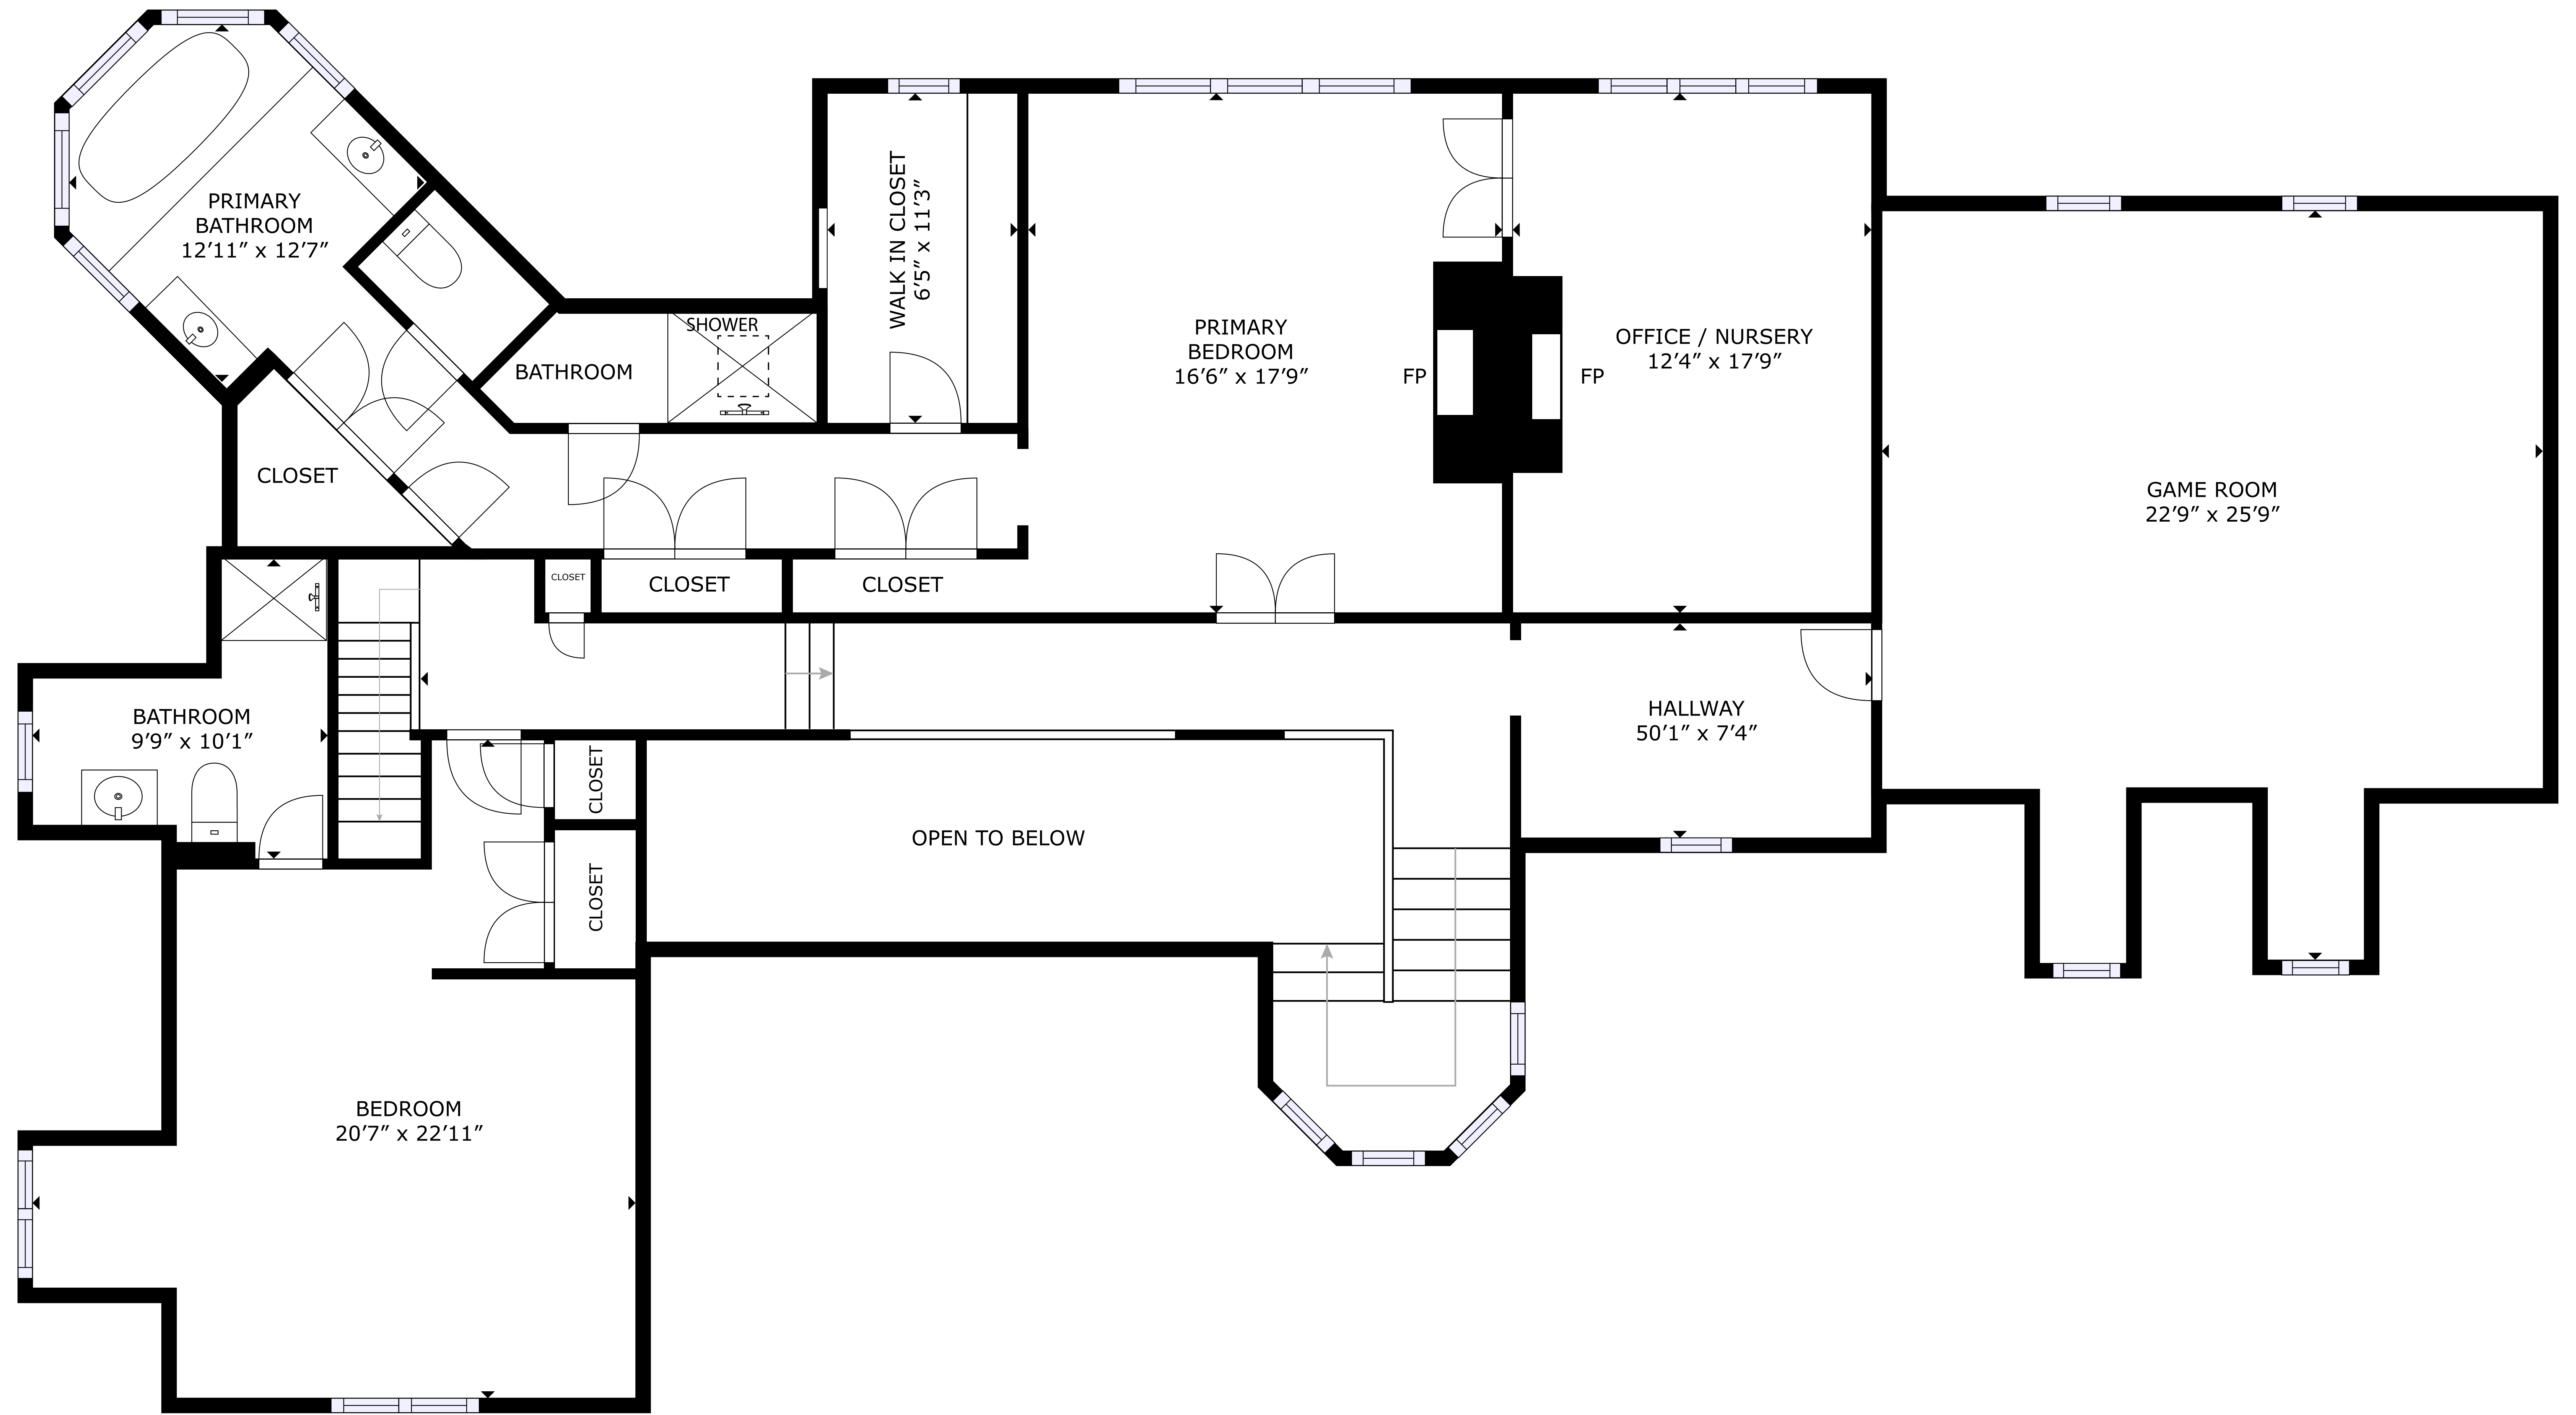 PRIMARY
BATHROOM
12'11" x 12'7"
SHOWER
BATHROOM
WALK IN CLOSET
6'5" x 11'3"
PRIMARY
BEDROOM
16'6" x 17'9"
FP
FP
OFFICE / NURSERY
12'4" x 17'9"
GAME ROOM
22'9" x 25'9"
CLOSET
CLOSET
CLOSET
CLOSET
BATHROOM
9'9" x 10'1"
HALLWAY
50'1" x 7'4"
CLOSET
CLOSET
OPEN TO BELOW
BEDROOM
20'7" x 22'11"